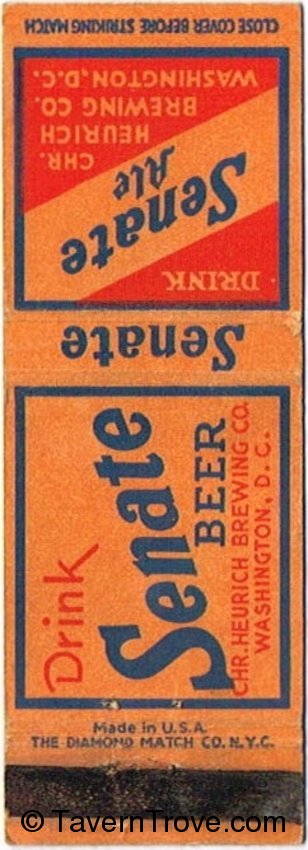 CLOSE COVER BEFORE STRIKING MATCH
DRINK
Senate
Ale
CHR.
HEURICH
BREWING CO.
WASHINGTON, D.C.
Senate
Drink
Senate
BEER
CHR. HEURICH BREWING CO.
WASHINGTON, D. C.
Made in U.S.A.
THE DIAMOND MATCH CO. N.Y.C.
© TavernTrove.com